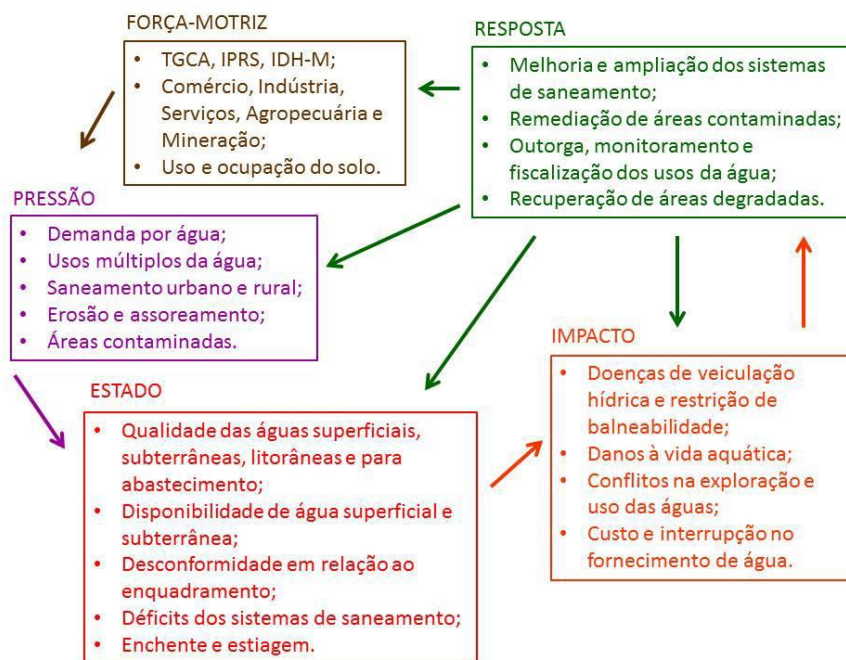 FORÇA-MOTRIZ
• TGCA, IPRS, IDH-M;
• Comércio, Indústria,
Serviços, Agropecuária e
Mineração;
• Uso e ocupação do solo.
RESPOSTA
• Melhoria e ampliação dos sistemas
de saneamento;
• Remediação de áreas contaminadas;
• Outorga, monitoramento e
fiscalização dos usos da água;
• Recuperação de áreas degradadas.
PRESSÃO
• Demanda por água;
• Usos múltiplos da água;
• Saneamento urbano e rural;
• Erosão e assoreamento;
• Áreas contaminadas.
ESTADO
• Qualidade das águas superficiais,
subterrâneas, litorâneas e para
abastecimento;
• Disponibilidade de água superficial e
subterrânea;
• Desconformidade em relação ao
enquadramento;
• Déficits dos sistemas de saneamento;
• Enchente e estiagem.
IMPACTO
• Doenças de veiculação
hídrica e restrição de
balneabilidade;
• Danos à vida aquática;
• Conflitos na exploração e
uso das águas;
• Custo e interrupção no
fornecimento de água.